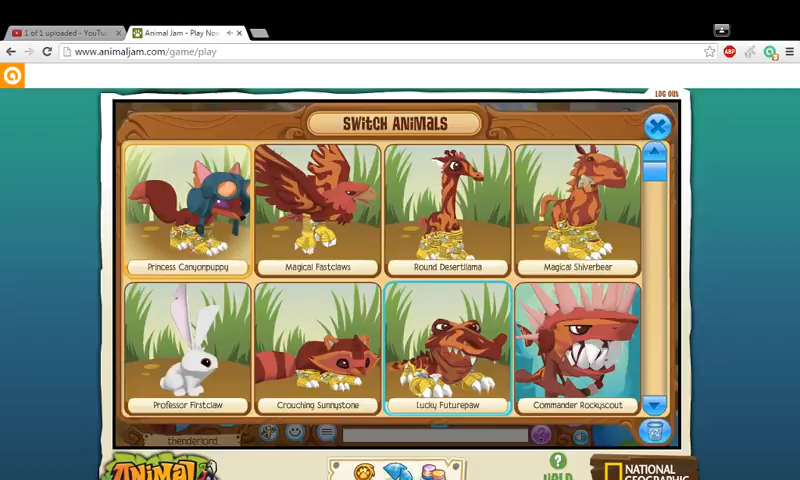 1 of 1 uploaded - YouTu
Animal Jam - Play Now
www.animaljam.com/game/play
ABP
LOG OUT
SWITCH ANIMALS
Princess Canyonpuppy
Magical Fastclaws
Round Desertllama
Magical Shiverbear
Professor Firstclaw
Crouching Sunnystone
Lucky Futurepaw
Commander Rockyscout
thenderlord
ANIMAL
?
HELP
NATIONAL
GEOGRAPHIC